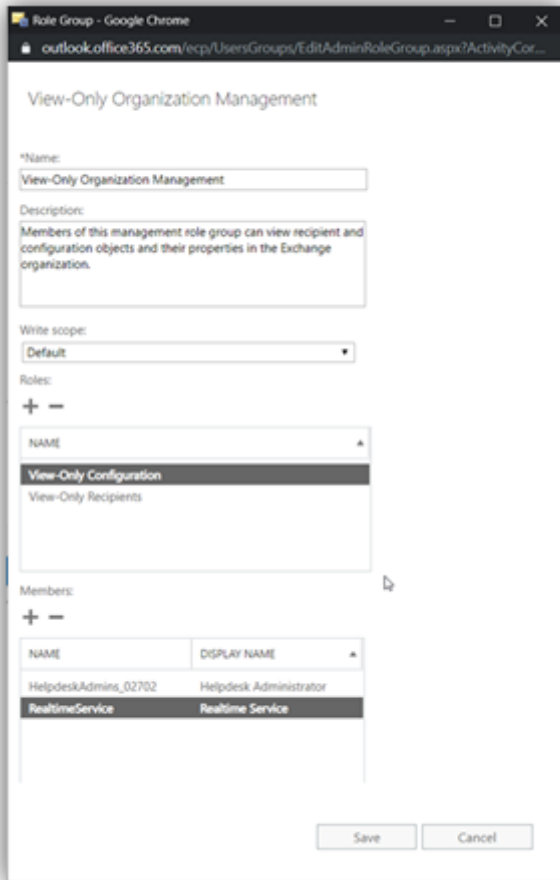 Role Group - Google Chrome
outlook.office365.com/ecp/UsersGroups/EditAdminRoleGroup.aspx?ActivityCor...
View-Only Organization Management
*Name:
View-Only Organization Management
Description:
Members of this management role group can view recipient and
configuration objects and their properties in the Exchange
organization.
Write scope:
Default
Roles:
NAME
View-Only Configuration
View-Only Recipients
Members:
NAME DISPLAY NAME
HelpdeskAdmins_02702 Helpdesk Administrator
RealtimeService Realtime Service
Save Cancel